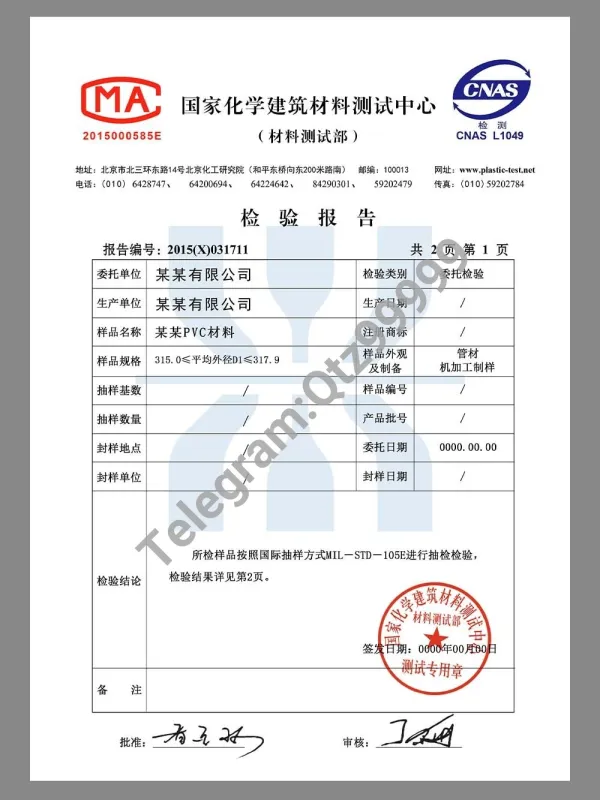 MA
2015000585E
国家化学建筑材料测试中心
（材料测试部）
CNAS
检 测
CNAS L1049
地址：北京市北三环东路14号北京化工研究院（和平东桥向东200米路南） 邮编：100013 网址：www.plastic-test.net
电话：（010）6428747、 64200694、 64224642、 84290301、 59202479 传真：（010）59202784
检 验 报 告
报告编号：2015(X)031711 共 2 页 第 1 页
委托单位 某某有限公司 检验类别 委托检验
生产单位 某某有限公司 生产日期 /
样品名称 某某PVC材料 注册商标 /
样品规格 315.0≤平均外径D1≤317.9 样品外观及制备 管材 机加工制样
抽样基数 / 样品编号 /
抽样数量 / 产品批号 /
封样地点 / 委托日期 0000.00.00
封样单位 / 封样日期 /
检验结论
所检样品按照国际抽样方式MIL－STD－105E进行抽检检验，
检验结果详见第2页。
国家化学建筑材料测试中心
材料测试部
签发日期：0000年00月00日
测试专用章
备 注
批准： 审核：
Telegram:Qtz99999